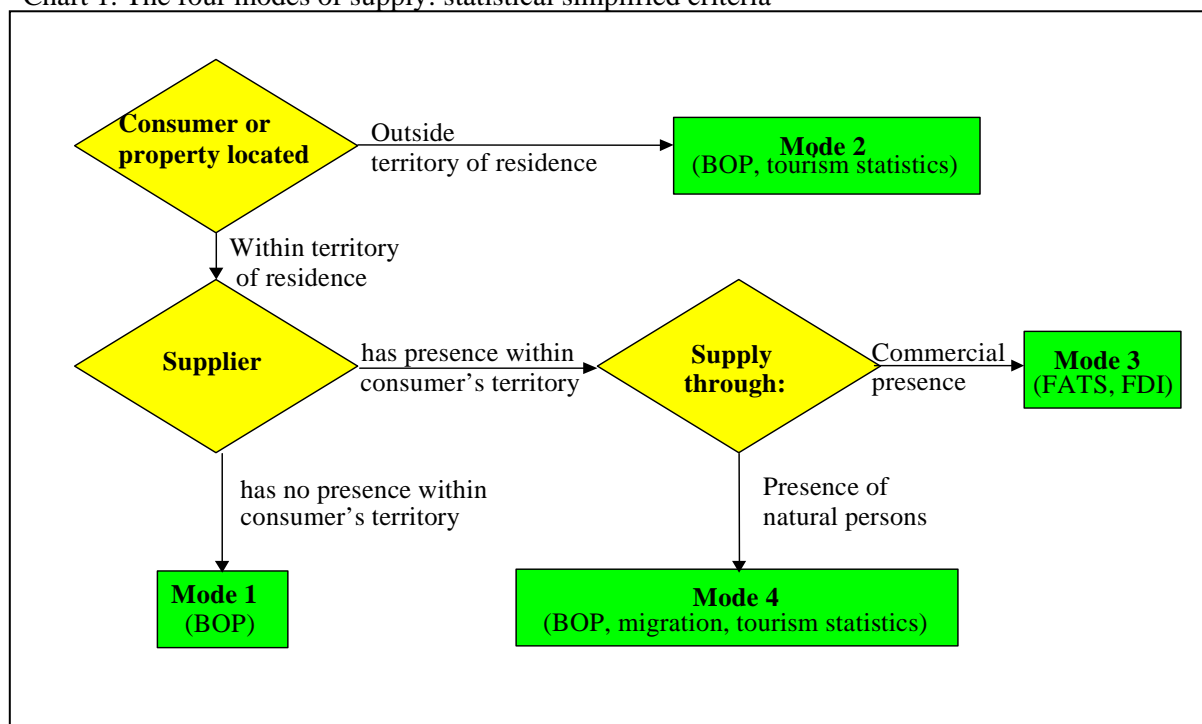 Chart 1: The four modes of supply: statistical simplified criteria
Consumer or
property located
Outside
territory of residence
Mode 2
(BOP, tourism statistics)
Within territory
of residence
Supplier
has presence within
consumer's territory
Supply
through:
Commercial
presence
Mode 3
(FATS, FDI)
has no presence within
consumer's territory
Presence of
natural persons
Mode 1
(BOP)
Mode 4
(BOP, migration, tourism statistics)